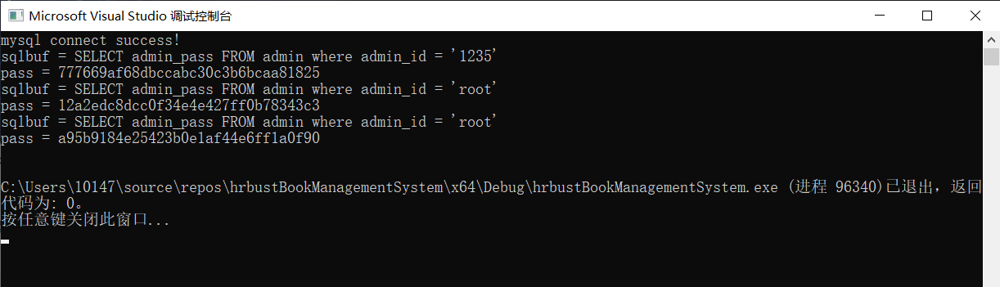 Microsoft Visual Studio 调试控制台
mysql connect success!
sqlbuf = SELECT admin_pass FROM admin where admin_id = '1235'
pass = 777669af68dbccabc30c3b6bcaa81825
sqlbuf = SELECT admin_pass FROM admin where admin_id = 'root'
pass = 12a2edc8dcc0f34e4e427ff0b78343c3
sqlbuf = SELECT admin_pass FROM admin where admin_id = 'root'
pass = a95b9184e25423b0e1af44e6ff1a0f90
C:\Users\10147\source\repos\hrbustBookManagementSystem\x64\Debug\hrbustBookManagementSystem.exe (进程 96340)已退出，返回
代码为: 0。
按任意键关闭此窗口...